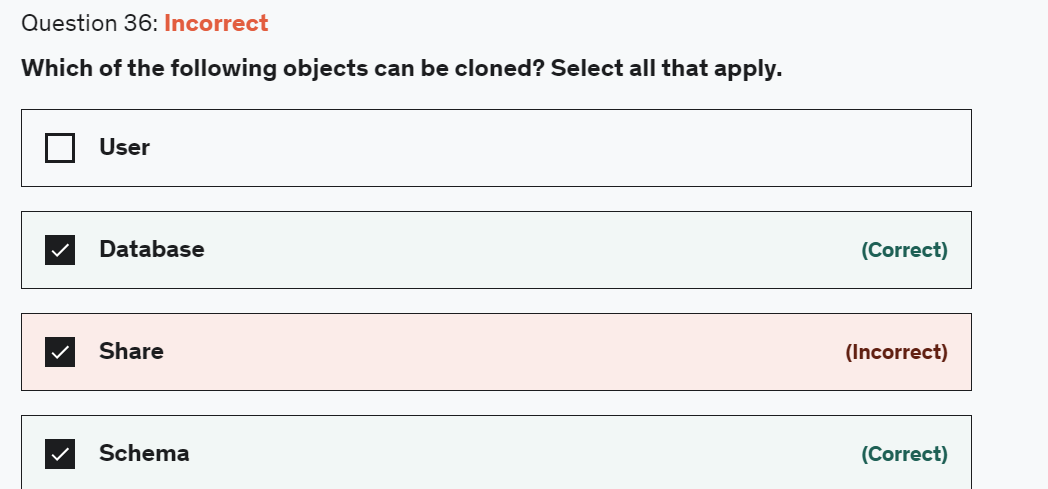 Question 36: Incorrect
Which of the following objects can be cloned? Select all that apply.
User
Database (Correct)
Share (Incorrect)
Schema (Correct)